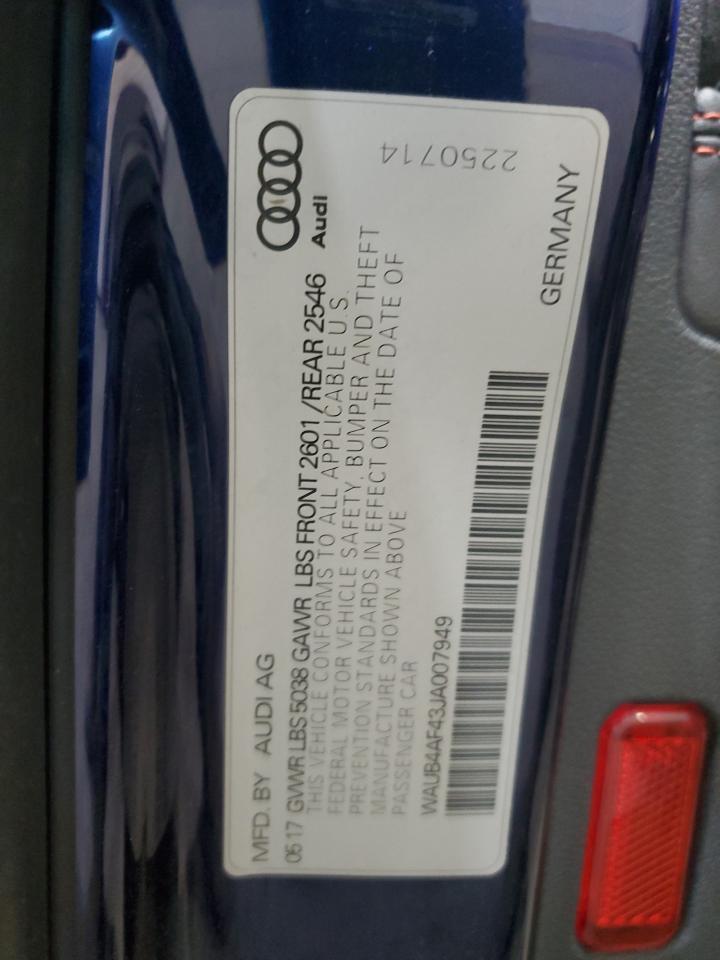 MFD. BY AUDI AG
05 17 GVWR LBS 5038 GAWR LBS FRONT 2601 /REAR 2546
THIS VEHICLE CONFORMS TO ALL APPLICABLE U.S.
FEDERAL MOTOR VEHICLE SAFETY, BUMPER AND THEFT
PREVENTION STANDARDS IN EFFECT ON THE DATE OF
MANUFACTURE SHOWN ABOVE
PASSENGER CAR
WAUB4AF43JA007949
Audi
2250714
GERMANY